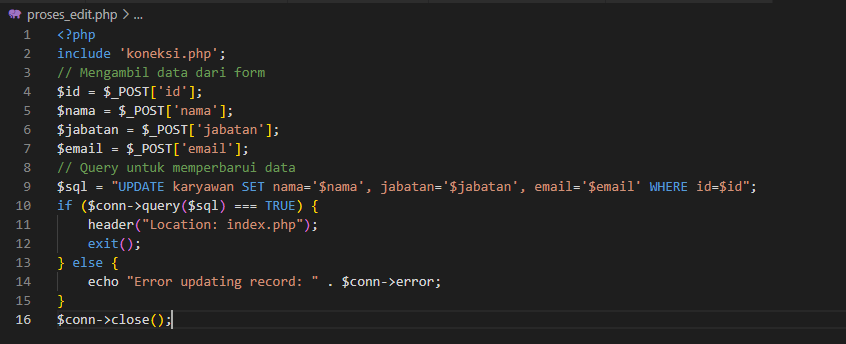 proses_edit.php > ...
1 <?php
2 include 'koneksi.php';
3 // Mengambil data dari form
4 $id = $_POST['id'];
5 $nama = $_POST['nama'];
6 $jabatan = $_POST['jabatan'];
7 $email = $_POST['email'];
8 // Query untuk memperbarui data
9 $sql = "UPDATE karyawan SET nama='$nama', jabatan='$jabatan', email='$email' WHERE id=$id";
10 if ($conn->query($sql) === TRUE) {
11     header("Location: index.php");
12     exit();
13 } else {
14     echo "Error updating record: " . $conn->error;
15 }
16 $conn->close();